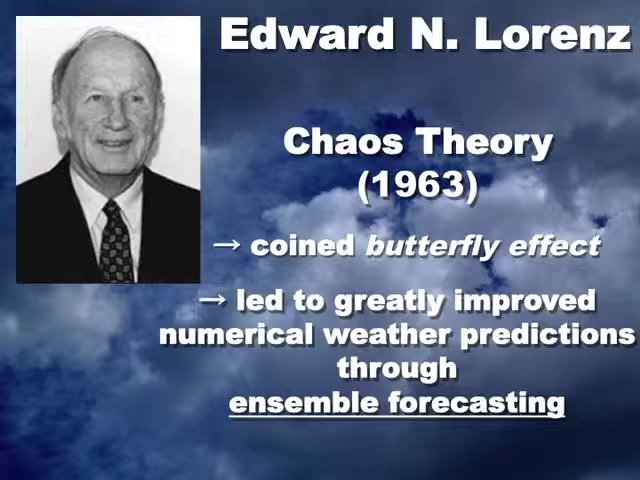 Edward N. Lorenz
Chaos Theory
(1963)
→ coined butterfly effect
→ led to greatly improved
numerical weather predictions
through
ensemble forecasting